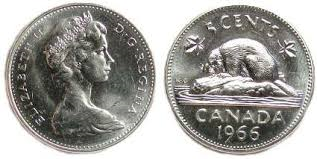 ELIZABETH II D·G·REGINA
5 CENTS
CANADA
1966